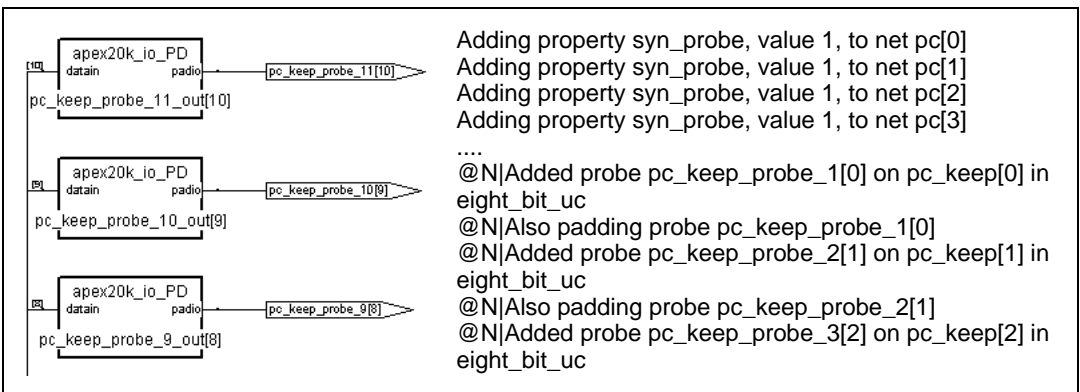 apex20k_io_PD
[10]
datain padio
pc_keep_probe_11[10]
pc_keep_probe_11_out[10]
apex20k_io_PD
[9]
datain padio
pc_keep_probe_10[9]
pc_keep_probe_10_out[9]
apex20k_io_PD
[8]
datain padio
pc_keep_probe_9[8]
pc_keep_probe_9_out[8]
Adding property syn_probe, value 1, to net pc[0]
Adding property syn_probe, value 1, to net pc[1]
Adding property syn_probe, value 1, to net pc[2]
Adding property syn_probe, value 1, to net pc[3]
....
@N|Added probe pc_keep_probe_1[0] on pc_keep[0] in
eight_bit_uc
@N|Also padding probe pc_keep_probe_1[0]
@N|Added probe pc_keep_probe_2[1] on pc_keep[1] in
eight_bit_uc
@N|Also padding probe pc_keep_probe_2[1]
@N|Added probe pc_keep_probe_3[2] on pc_keep[2] in
eight_bit_uc